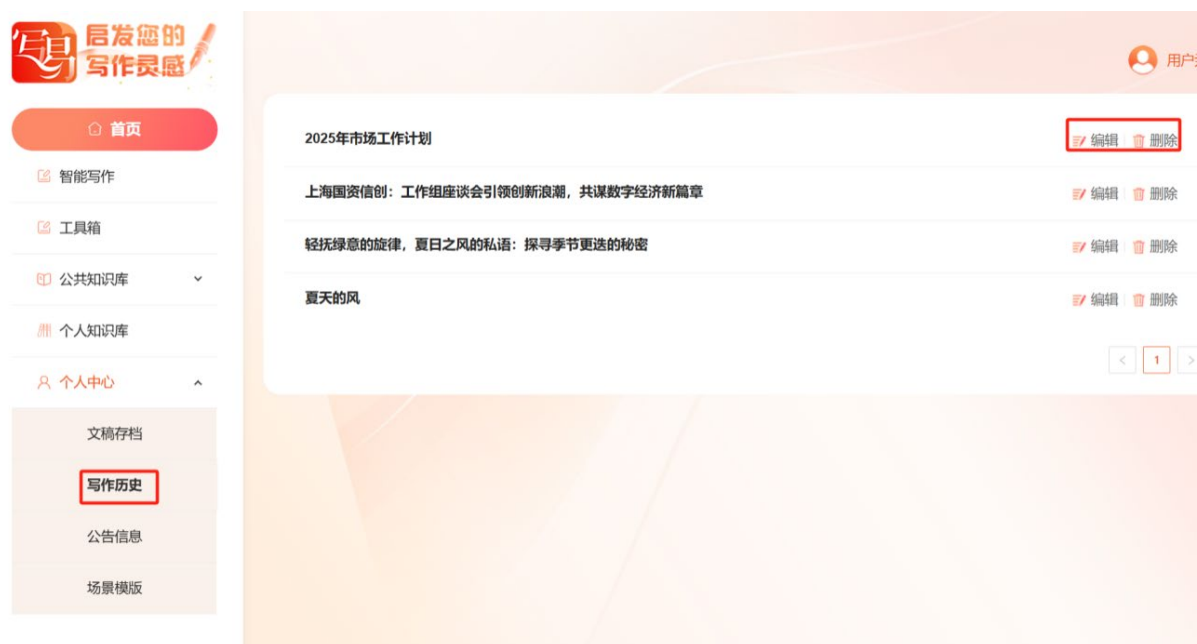 写易
启发您的
写作灵感
用户
首页
2025年市场工作计划
编辑 删除
智能写作
上海国资信创：工作组座谈会引领创新浪潮，共谋数字经济新篇章
编辑 删除
工具箱
轻抚绿意的旋律，夏日之风的私语：探寻季节更迭的秘密
编辑 删除
公共知识库
夏天的风
编辑 删除
个人知识库
< 1 >
个人中心
文稿存档
写作历史
公告信息
场景模版